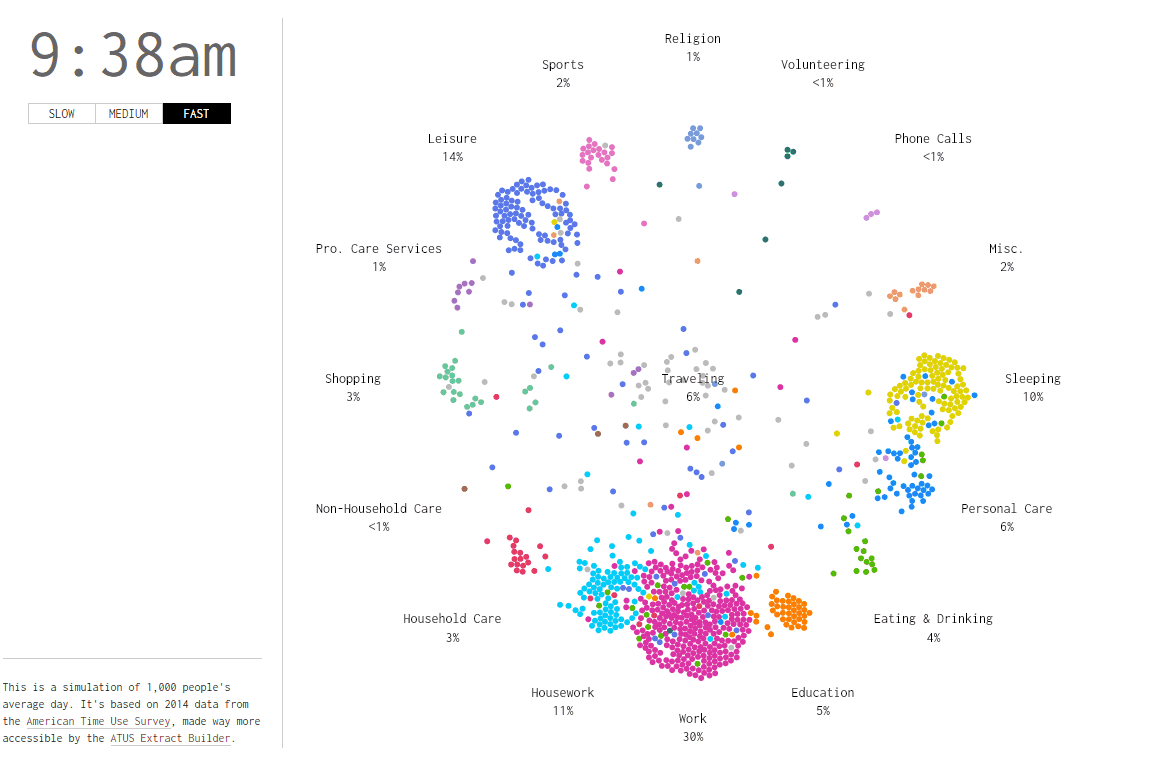 9:38am
SLOW MEDIUM FAST
This is a simulation of 1,000 people's
average day. It's based on 2014 data from
the American Time Use Survey, made way more
accessible by the ATUS Extract Builder.
Religion
1%
Sports
2%
Volunteering
<1%
Leisure
14%
Phone Calls
<1%
Pro. Care Services
1%
Misc.
2%
Shopping
3%
Traveling
6%
Sleeping
10%
Non-Household Care
<1%
Personal Care
6%
Household Care
3%
Eating & Drinking
4%
Housework
11%
Education
5%
Work
30%